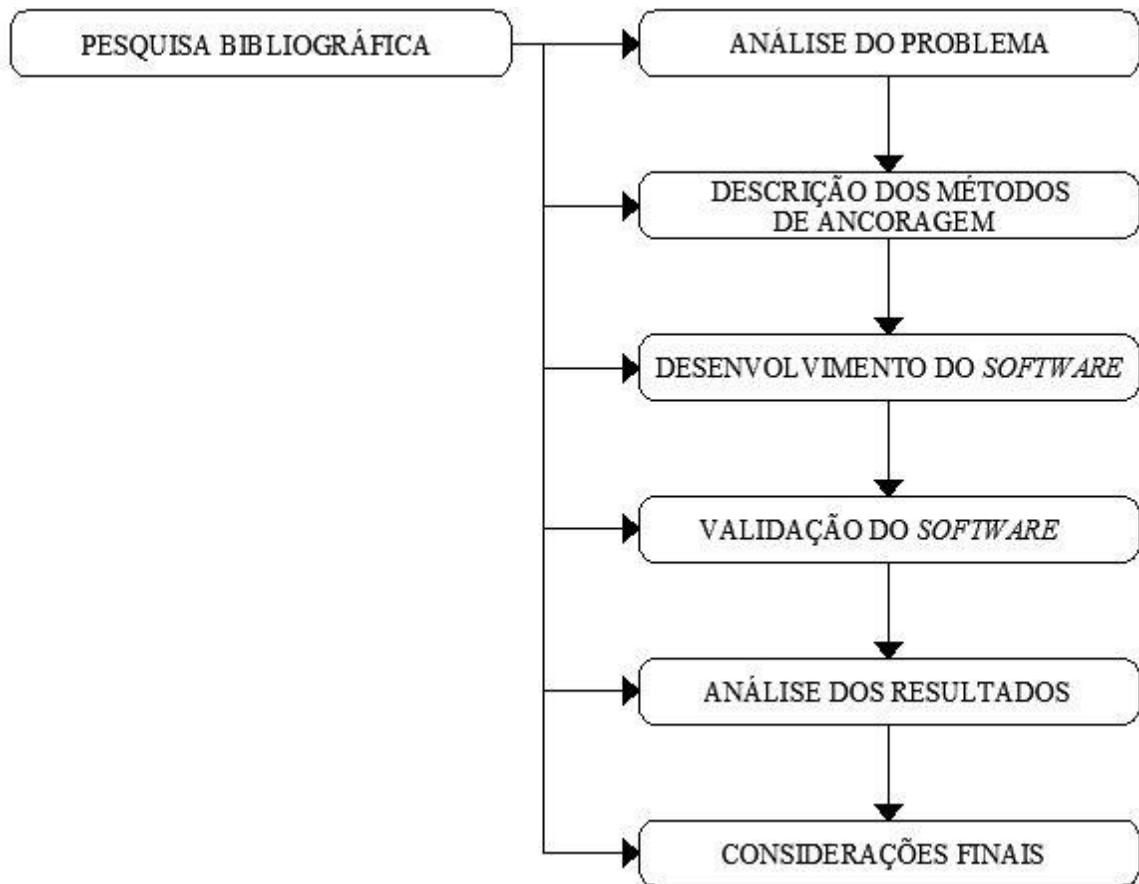 PESQUISA BIBLIOGRÁFICA
ANÁLISE DO PROBLEMA
DESCRIÇÃO DOS MÉTODOS
DE ANCORAGEM
DESENVOLVIMENTO DO SOFTWARE
VALIDAÇÃO DO SOFTWARE
ANÁLISE DOS RESULTADOS
CONSIDERAÇÕES FINAIS